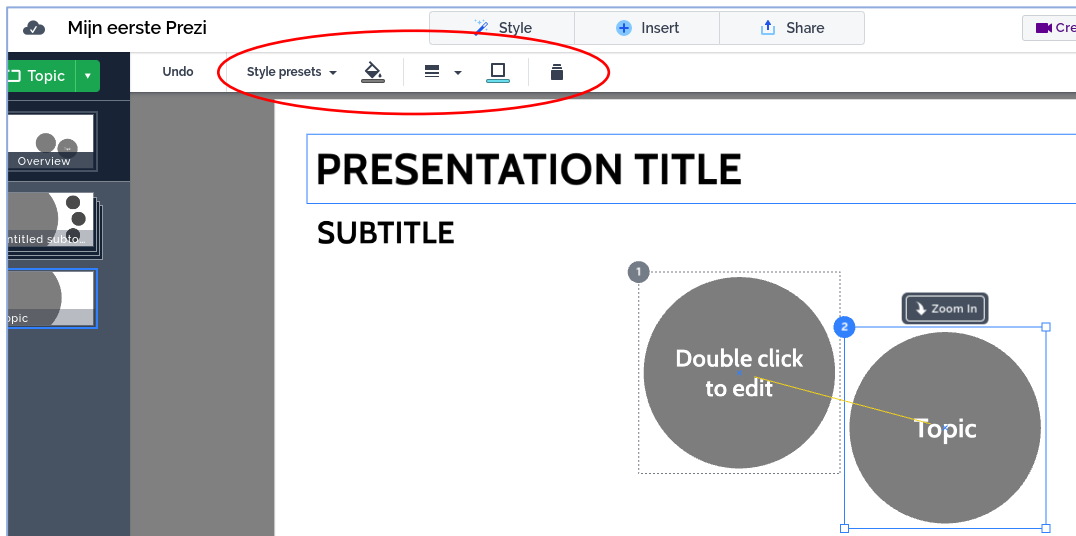 Mijn eerste Prezi
Style
Insert
Share
Cre
Topic
Undo
Style presets
Overview
ntitled subto...
opic
PRESENTATION TITLE
SUBTITLE
1
Double click
to edit
Zoom In
2
Topic